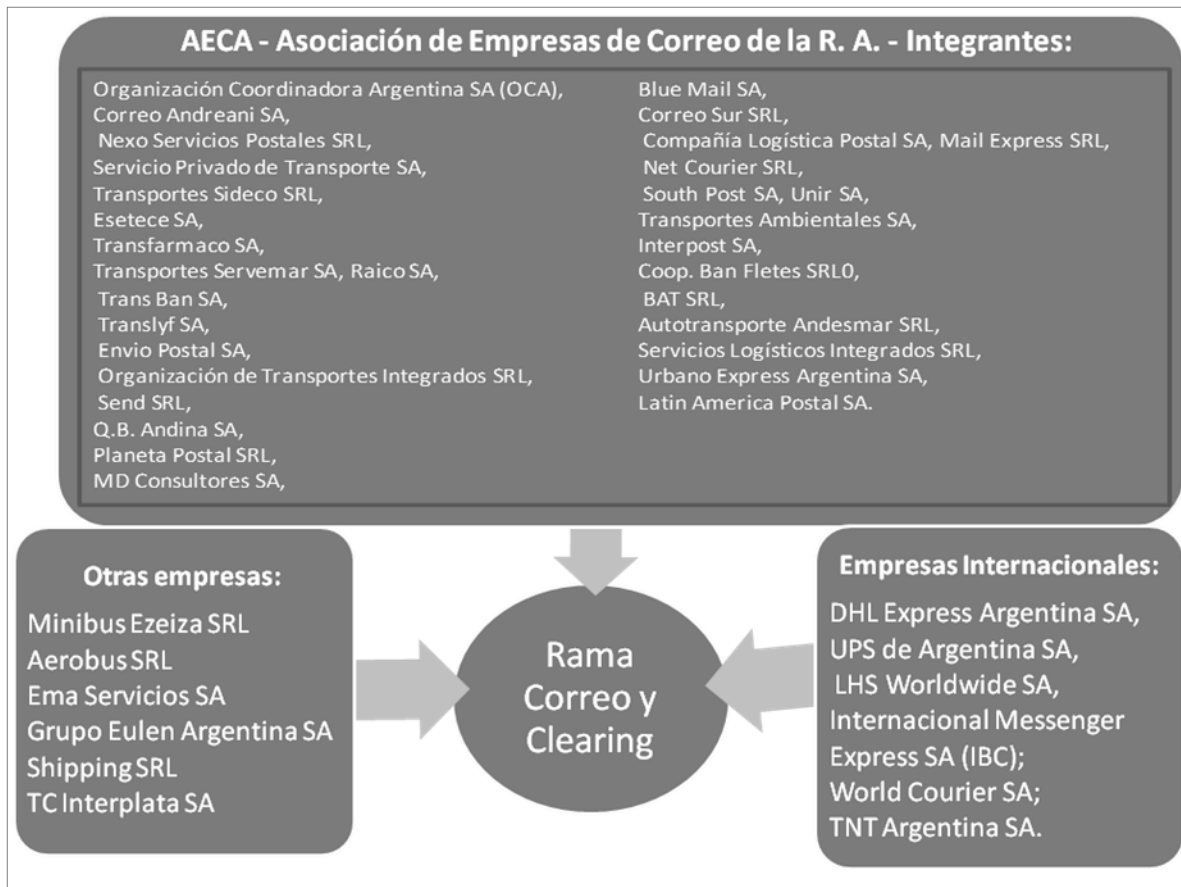 AECA - Asociación de Empresas de Correo de la R. A. - Integrantes:
Organización Coordinadora Argentina SA (OCA),
Correo Andreani SA,
Nexo Servicios Postales SRL,
Servicio Privado de Transporte SA,
Transportes Sideco SRL,
Esetece SA,
Transfarmaco SA,
Transportes Servemar SA, Raico SA,
Trans Ban SA,
Translyf SA,
Envio Postal SA,
Organización de Transportes Integrados SRL,
Send SRL,
Q.B. Andina SA,
Planeta Postal SRL,
MD Consultores SA,
Blue Mail SA,
Correo Sur SRL,
Compañía Logística Postal SA, Mail Express SRL,
Net Courier SRL,
South Post SA, Unir SA,
Transportes Ambientales SA,
Interpost SA,
Coop. Ban Fletes SRL0,
BAT SRL,
Autotransporte Andesmar SRL,
Servicios Logísticos Integrados SRL,
Urbano Express Argentina SA,
Latin America Postal SA.
Otras empresas:
Minibus Ezeiza SRL
Aerobus SRL
Ema Servicios SA
Grupo Eulen Argentina SA
Shipping SRL
TC Interplata SA
Rama
Correo y
Clearing
Empresas Internacionales:
DHL Express Argentina SA,
UPS de Argentina SA,
LHS Worldwide SA,
Internacional Messenger
Express SA (IBC);
World Courier SA;
TNT Argentina SA.